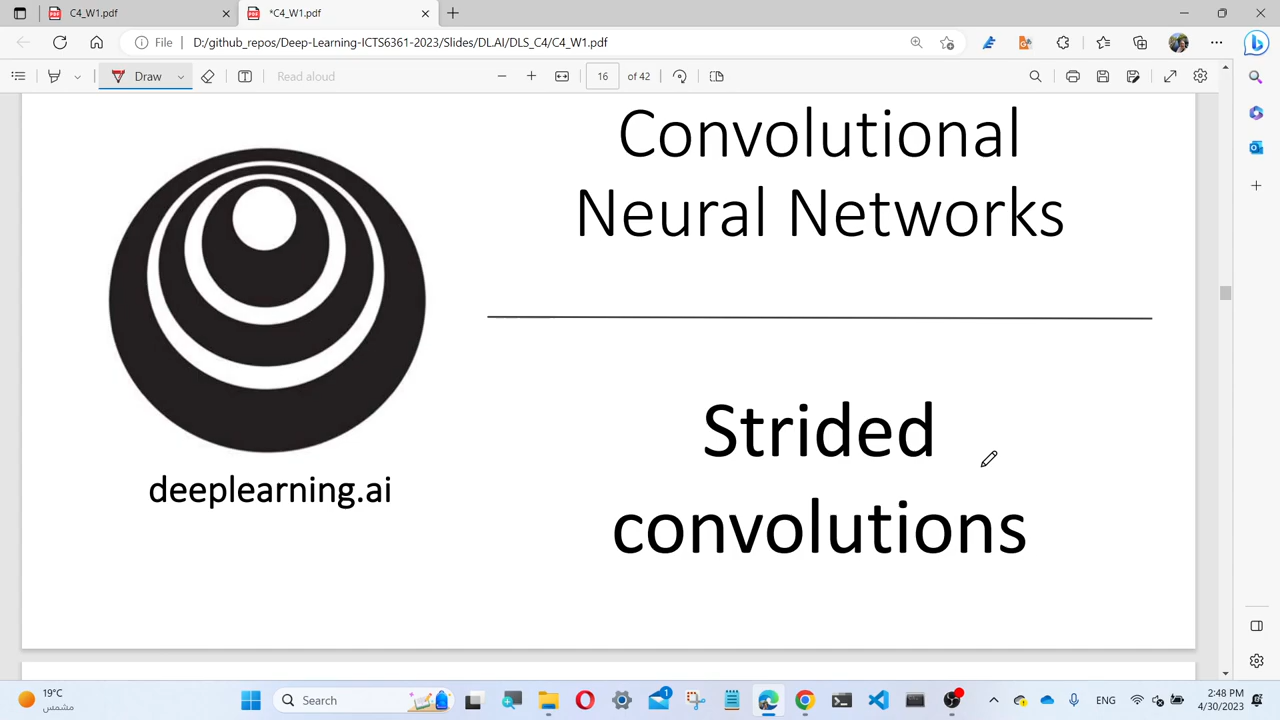 C4_W1.pdf
*C4_W1.pdf
File
D:/github_repos/Deep-Learning-ICTS6361-2023/Slides/DL.AI/DLS_C4/C4_W1.pdf
Draw
Read aloud
16 of 42
Convolutional
Neural Networks
deeplearning.ai
Strided
convolutions
19°C
مشمس
Search
1
ENG
2:48 PM
4/30/2023